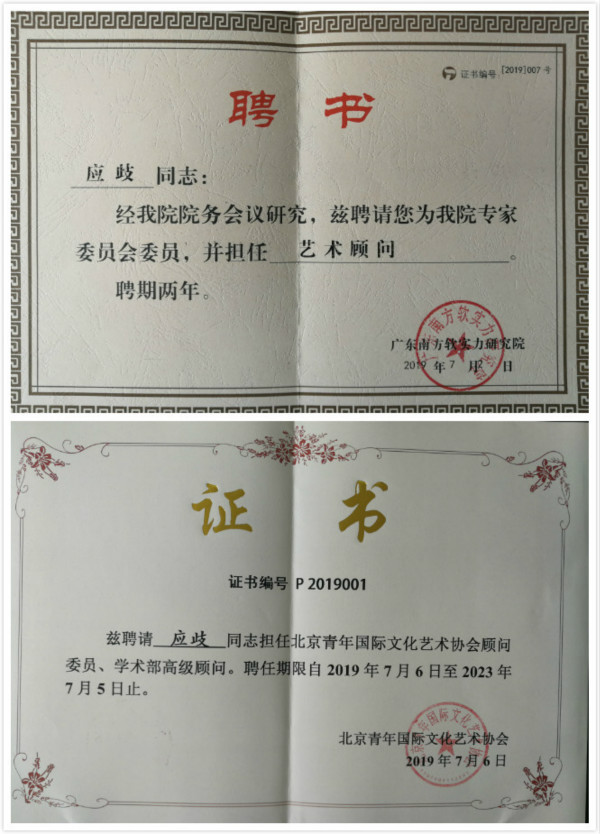 证书编号 [2019]007 号
聘书
应歧 同志：
经我院院务会议研究，兹聘请您为我院专家
委员会委员，并担任 艺术顾问 。
聘期两年。
广东南方软实力研究院
2019 年 7 月 2 日
证书
证书编号 P 2019001
兹聘请 应歧 同志担任北京青年国际文化艺术协会顾问
委员、学术部高级顾问。聘任期限自 2019 年 7 月 6 日至 2023 年
7 月 5 日止。
北京青年国际文化艺术协会
2019 年 7 月 6 日